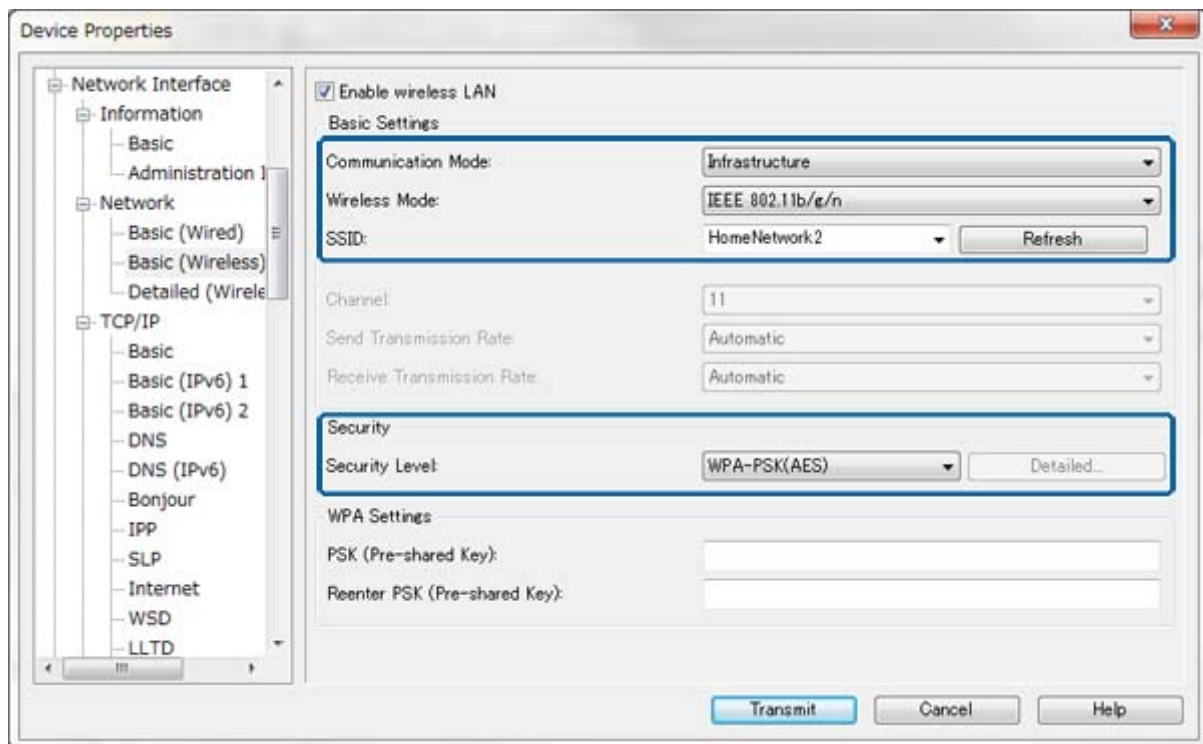 Device Properties
Network Interface
Information
Basic
Administration I
Network
Basic (Wired)
Basic (Wireless)
Detailed (Wirele
TCP/IP
Basic
Basic (IPv6) 1
Basic (IPv6) 2
DNS
DNS (IPv6)
Bonjour
IPP
SLP
Internet
WSD
LLTD
Enable wireless LAN
Basic Settings
Communication Mode: Infrastructure
Wireless Mode: IEEE 802.11b/g/n
SSID: HomeNetwork2 Refresh
Channel: 11
Send Transmission Rate: Automatic
Receive Transmission Rate: Automatic
Security
Security Level: WPA-PSK(AES) Detailed...
WPA Settings
PSK (Pre-shared Key):
Reenter PSK (Pre-shared Key):
Transmit Cancel Help